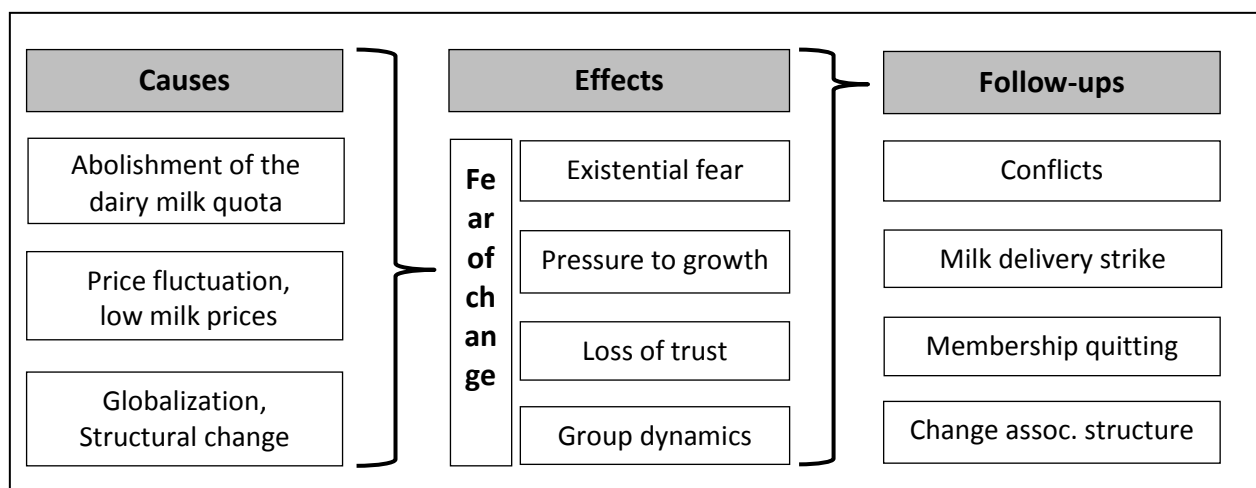 Causes
Abolishment of the
dairy milk quota
Price fluctuation,
low milk prices
Globalization,
Structural change
Effects
Fe
ar
of
ch
an
ge
Existential fear
Pressure to growth
Loss of trust
Group dynamics
Follow-ups
Conflicts
Milk delivery strike
Membership quitting
Change assoc. structure